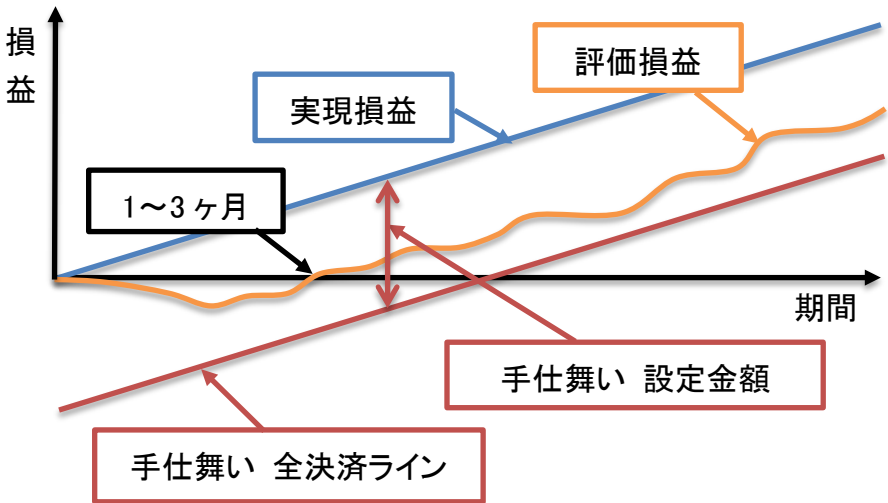 損益
評価損益
実現損益
1～3ヶ月
期間
手仕舞い 設定金額
手仕舞い 全決済ライン